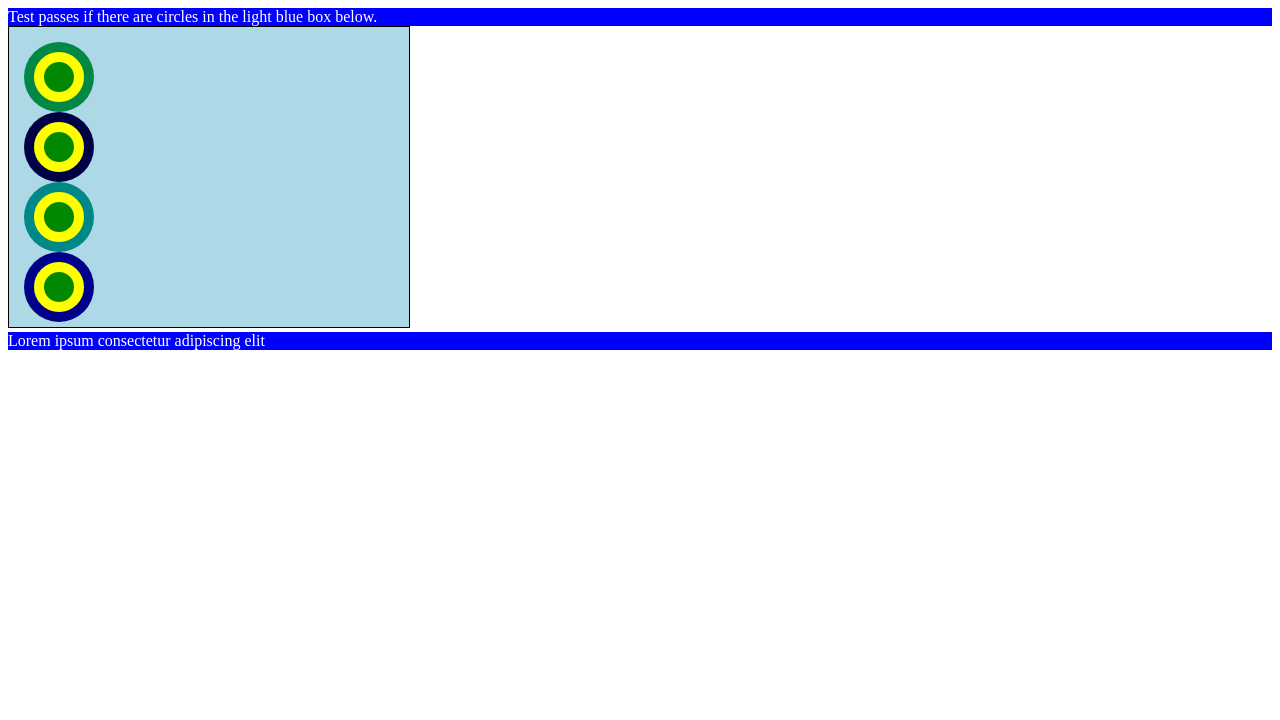 Test passes if there are circles in the light blue box below.
Lorem ipsum consectetur adipiscing elit